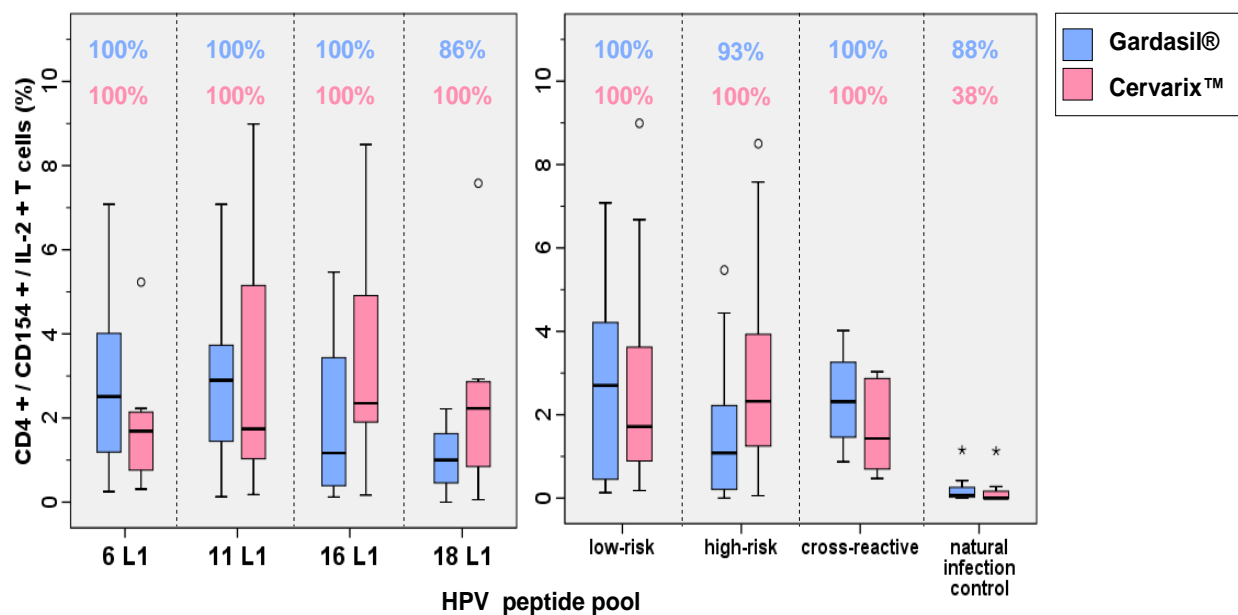 CD4 + / CD154 + / IL-2 + T cells (%)
10
8
6
4
2
0
100% 100% 100% 86%
100% 100% 100% 100%
6 L1 11 L1 16 L1 18 L1
10
8
6
4
2
0
100% 93% 100% 88%
100% 100% 100% 38%
low-risk high-risk cross-reactive natural
infection
control
HPV peptide pool
Gardasil®
Cervarix™